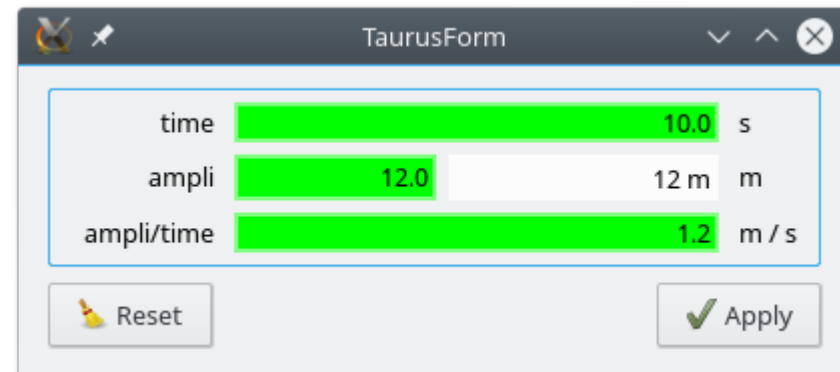 TaurusForm
time 10.0 s
ampli 12.0 12 m m
ampli/time 1.2 m / s
Reset Apply